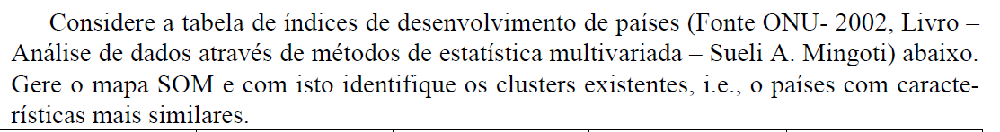 Considere a tabela de índices de desenvolvimento de países (Fonte ONU- 2002, Livro –
Análise de dados através de métodos de estatística multivariada – Sueli A. Mingoti) abaixo.
Gere o mapa SOM e com isto identifique os clusters existentes, i.e., o países com caracte-
rísticas mais similares.